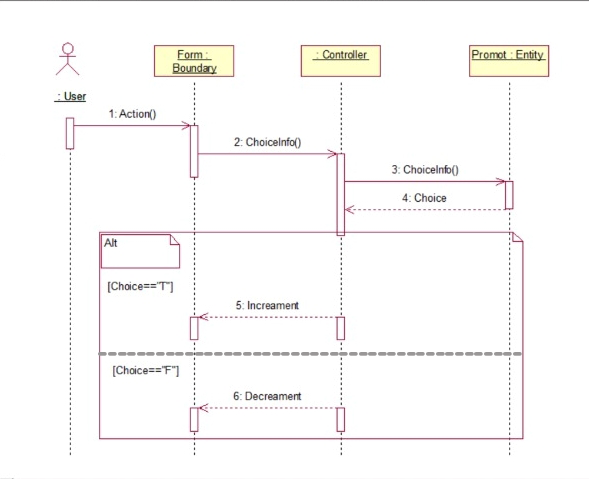 Form :
Boundary
: Controller
Promot : Entity
: User
1: Action()
2: ChoiceInfo()
3: ChoiceInfo()
4: Choice
Alt
[Choice=="T"]
5: Increament
[Choice=="F"]
6: Decreament